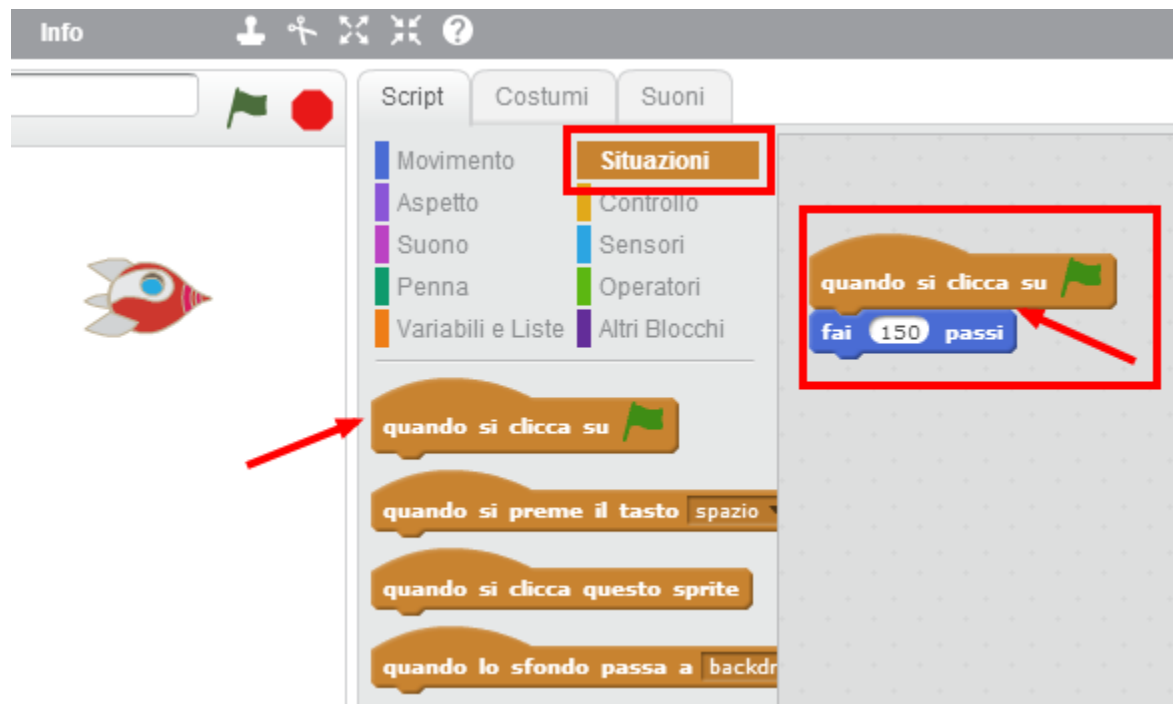 Info
Script Costumi Suoni
Movimento Situazioni
Aspetto Controllo
Suono Sensori
Penna Operatori
Variabili e Liste Altri Blocchi
quando si clicca su
quando si preme il tasto spazio
quando si clicca questo sprite
quando lo sfondo passa a backdr
quando si clicca su
fai 150 passi